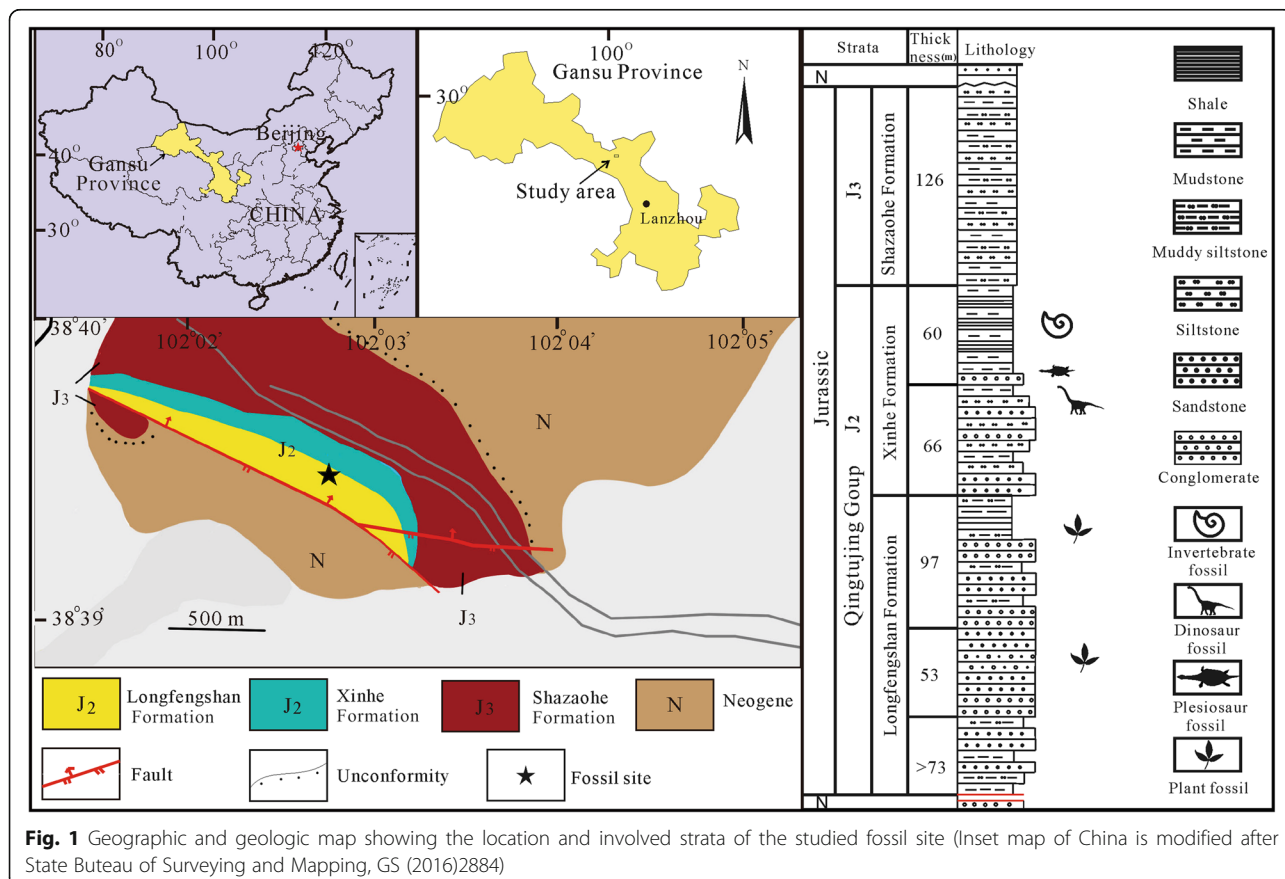 80° 100° 120°
Beijing
40°
Gansu
Province
CHINA
30°
100°
Gansu Province
N
30°
Study area
Lanzhou
38°40'
102°02' 102°03' 102°04' 102°05'
J3
N
J2
N
J3
38°39'
500 m
J2 Longfengshan Formation
J2 Xinhe Formation
J3 Shazaohe Formation
N Neogene
Fault
Unconformity
Fossil site
Strata
Thick
ness(m)
Lithology
N
Jurassic
Qingtujing Goup
J3
Shazaohe Formation
126
J2
Xinhe Formation
60
66
Longfengshan Formation
97
53
>73
N
Shale
Mudstone
Muddy siltstone
Siltstone
Sandstone
Conglomerate
Invertebrate
fossil
Dinosaur
fossil
Plesiosaur
fossil
Plant fossil
Fig. 1 Geographic and geologic map showing the location and involved strata of the studied fossil site (Inset map of China is modified after
State Buteau of Surveying and Mapping, GS (2016)2884)